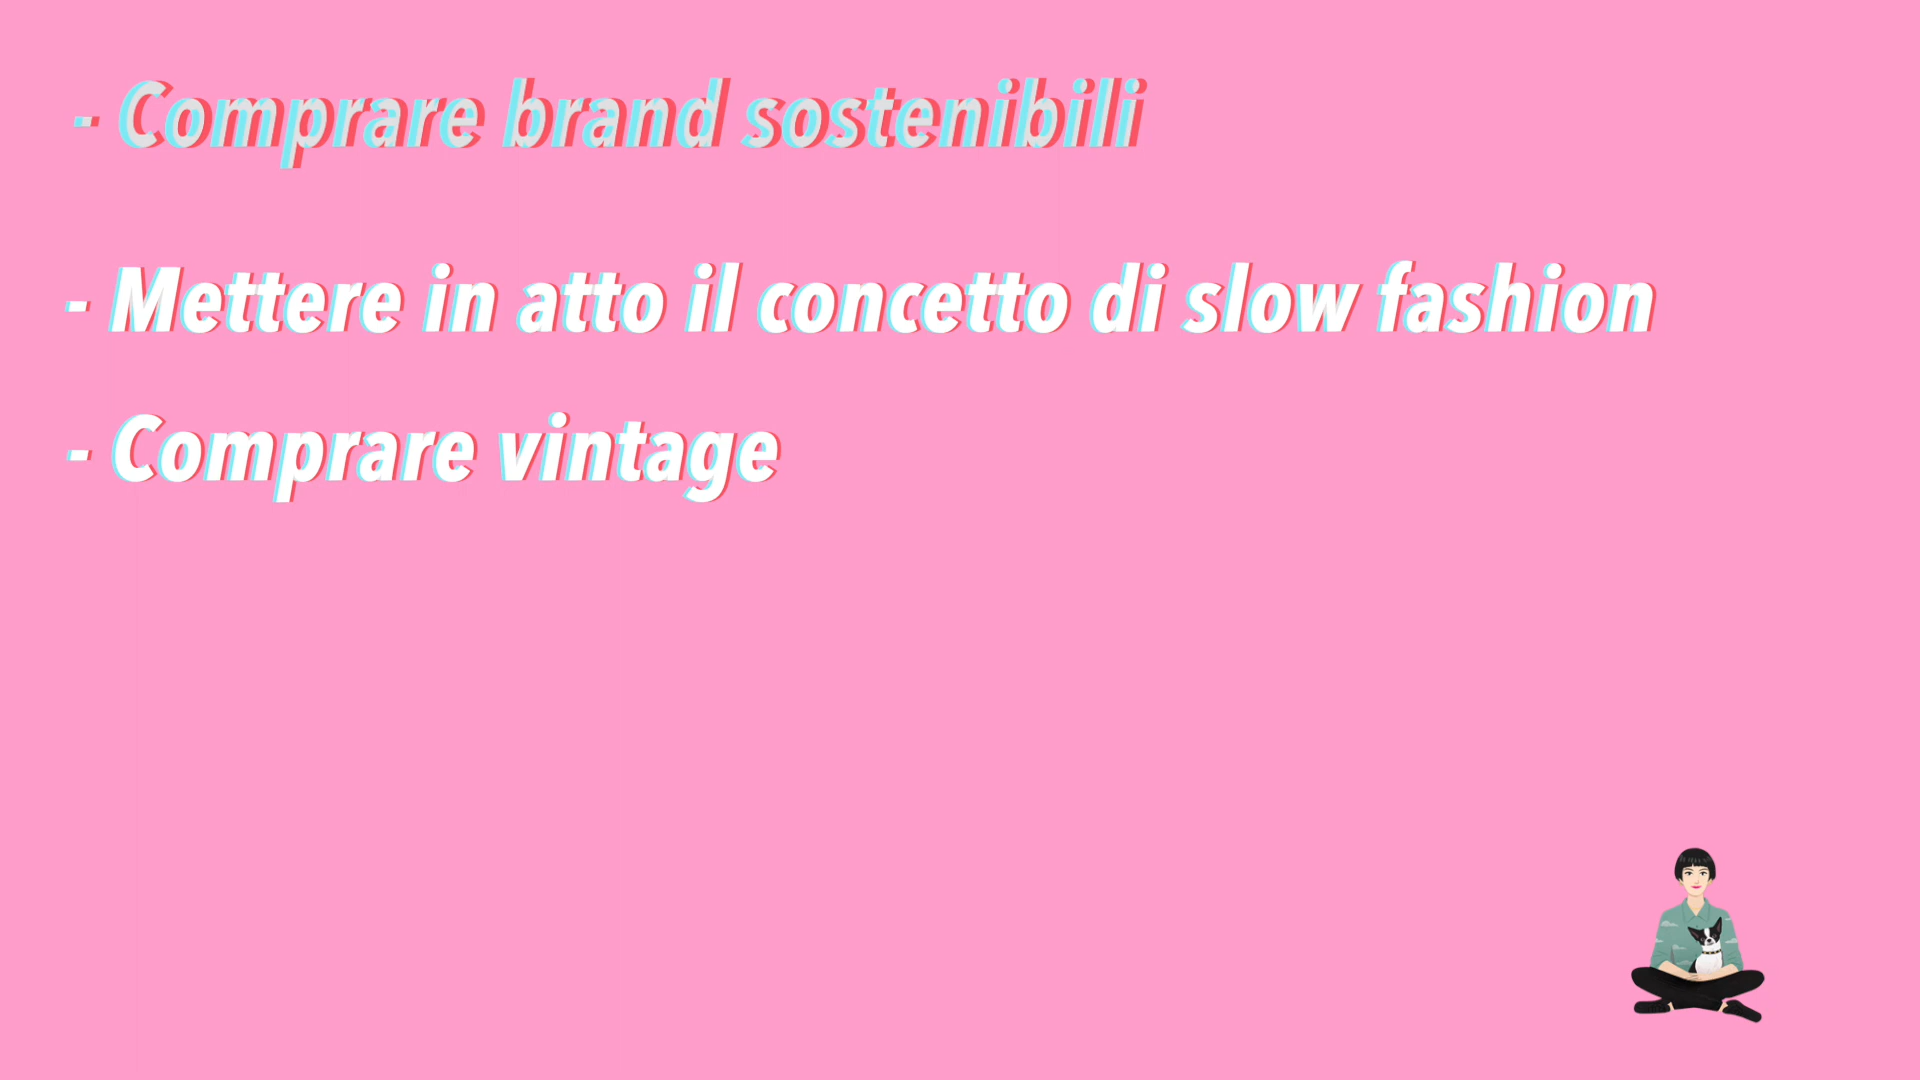 - Comprare brand sostenibili
- Mettere in atto il concetto di slow fashion
- Comprare vintage